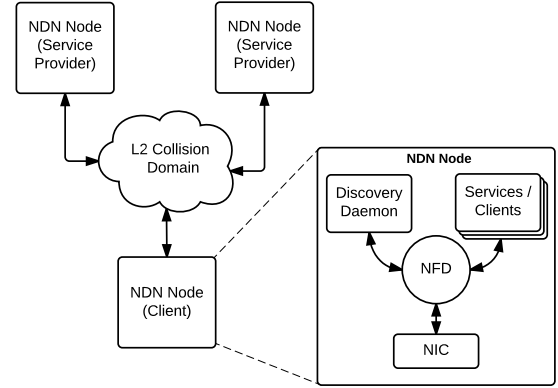 NDN Node
(Service
Provider)
NDN Node
(Service
Provider)
L2 Collision
Domain
NDN Node
(Client)
NDN Node
Discovery
Daemon
Services /
Clients
NFD
NIC